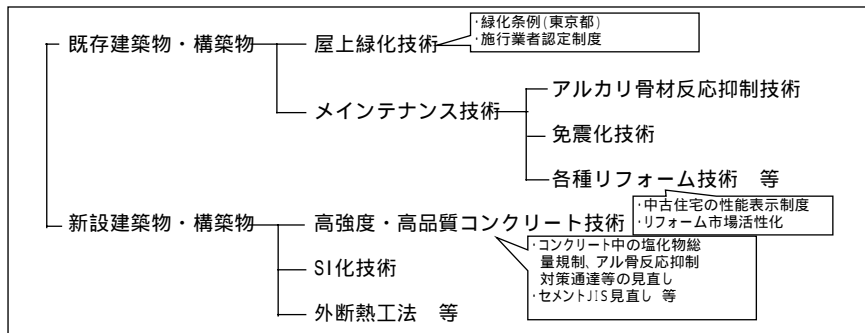 既存建築物・構築物
屋上緑化技術
・緑化条例(東京都)
・施行業者認定制度
メインテナンス技術
アルカリ骨材反応抑制技術
免震化技術
各種リフォーム技術 等
・中古住宅の性能表示制度
・リフォーム市場活性化
新設建築物・構築物
高強度・高品質コンクリート技術
・コンクリート中の塩化物総
量規制、アル骨反応抑制
対策通達等の見直し
・セメントJIS見直し 等
SI化技術
外断熱工法 等